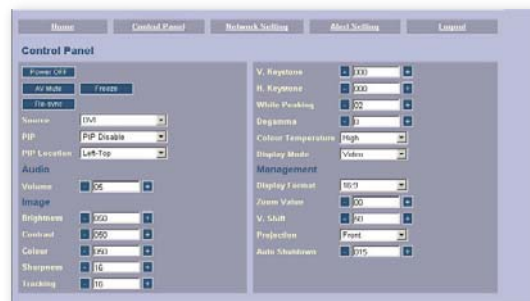 Home Control Panel Network Setting Alert Setting Logout
Control Panel
Power OFF
AV Mute Freeze
Re-sync
Source DVI
PIP PIP Disable
PIP Location Left-Top
Audio
Volume - 05 +
Image
Brightness - 050 +
Contrast - 050 +
Colour - 050 +
Sharpness - 16 +
Tracking - 10 +
V. Keystone - 000 +
H. Keystone - 000 +
White Peaking - 02 +
Degamma - 0 +
Colour Temperature High
Display Mode Video
Management
Display Format 16:9
Zoom Value - 00 +
V. Shift - 50 +
Projection Front
Auto Shutdown - 015 +